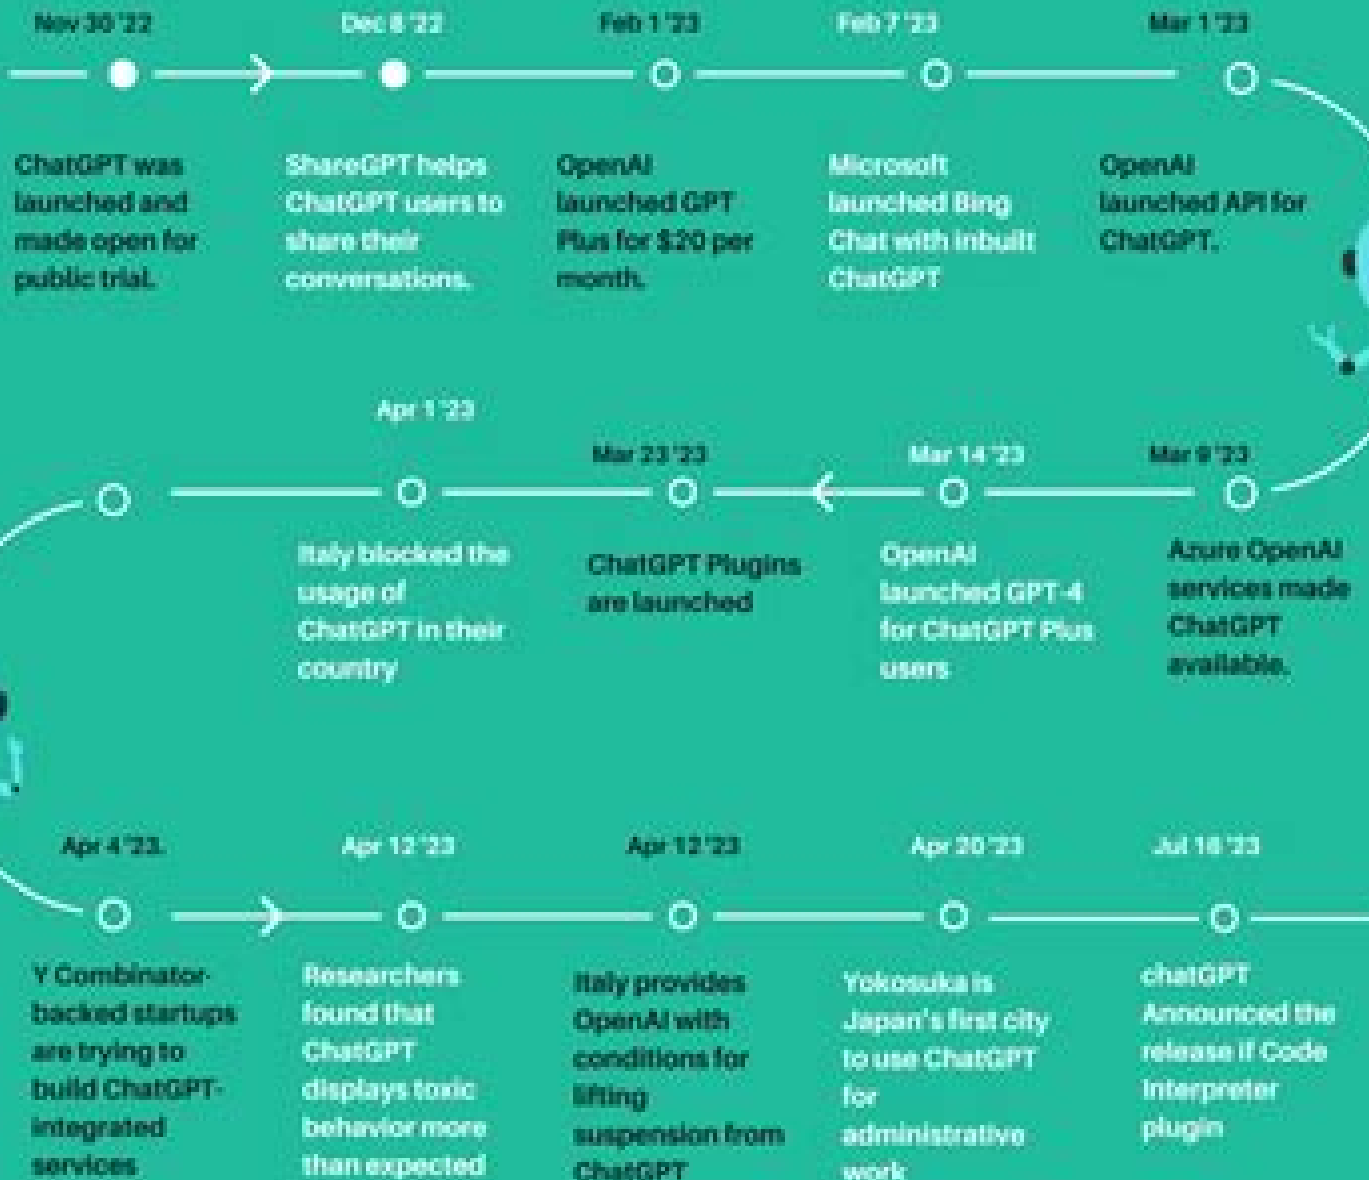 Nov 30 '22
ChatGPT was
launched and
made open for
public trial.
Dec 8 '22
ShareGPT helps
ChatGPT users to
share their
conversations.
Feb 1 '23
OpenAI
launched GPT
Plus for $20 per
month.
Feb 7 '23
Microsoft
launched Bing
Chat with inbuilt
ChatGPT
Mar 1 '23
OpenAI
launched API for
ChatGPT.
Mar 9 '23
Azure OpenAI
services made
ChatGPT
available.
Mar 14 '23
OpenAI
launched GPT-4
for ChatGPT Plus
users
Mar 23 '23
ChatGPT Plugins
are launched
Apr 1 '23
Italy blocked the
usage of
ChatGPT in their
country
Apr 4 '23.
Y Combinator-
backed startups
are trying to
build ChatGPT-
integrated
services
Apr 12 '23
Researchers
found that
ChatGPT
displays toxic
behavior more
than expected
Apr 12 '23
Italy provides
OpenAI with
conditions for
lifting
suspension from
ChatGPT
Apr 20 '23
Yokosuka is
Japan's first city
to use ChatGPT
for
administrative
work
Jul '23
chatGPT
Announced the
release if Code
Interpreter
plugin